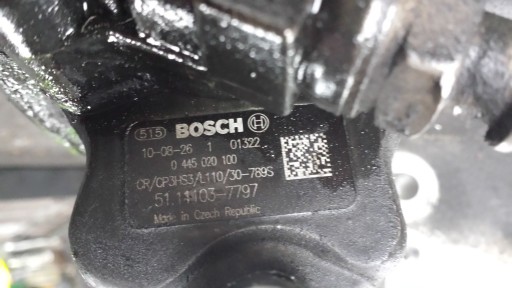 515 BOSCH
10-08-26 1 01322
0 445 020 100
CR/CP3HS3/L110/30-789S
51.11103-7797
Made in Czech Republic